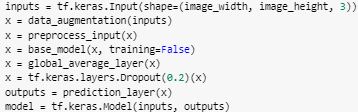 inputs = tf.keras.Input(shape=(image_width, image_height, 3))
x = data_augmentation(inputs)
x = preprocess_input(x)
x = base_model(x, training=False)
x = global_average_layer(x)
x = tf.keras.layers.Dropout(0.2)(x)
outputs = prediction_layer(x)
model = tf.keras.Model(inputs, outputs)